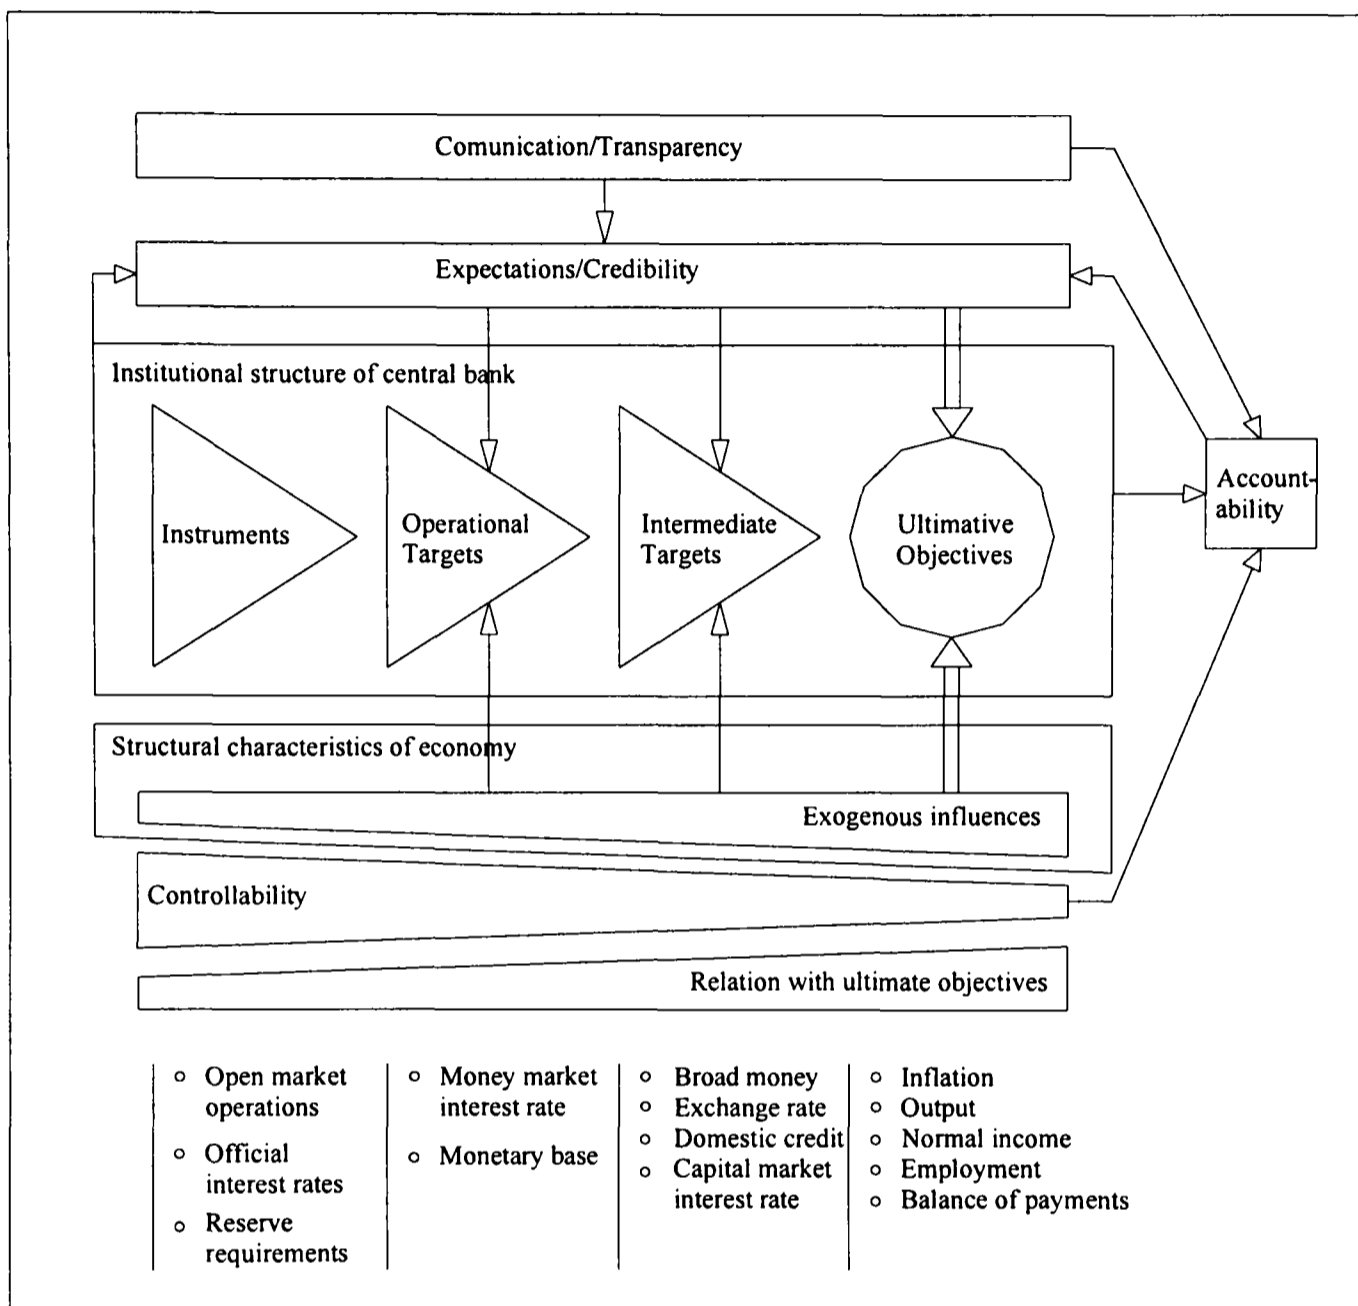 Comunication/Transparency
Expectations/Credibility
Institutional structure of central bank
Instruments
Operational
Targets
Intermediate
Targets
Ultimative
Objectives
Account-
ability
Structural characteristics of economy
Exogenous influences
Controllability
Relation with ultimate objectives
Open market
operations
Official
interest rates
Reserve
requirements
Money market
interest rate
Monetary base
Broad money
Exchange rate
Domestic credit
Capital market
interest rate
Inflation
Output
Normal income
Employment
Balance of payments